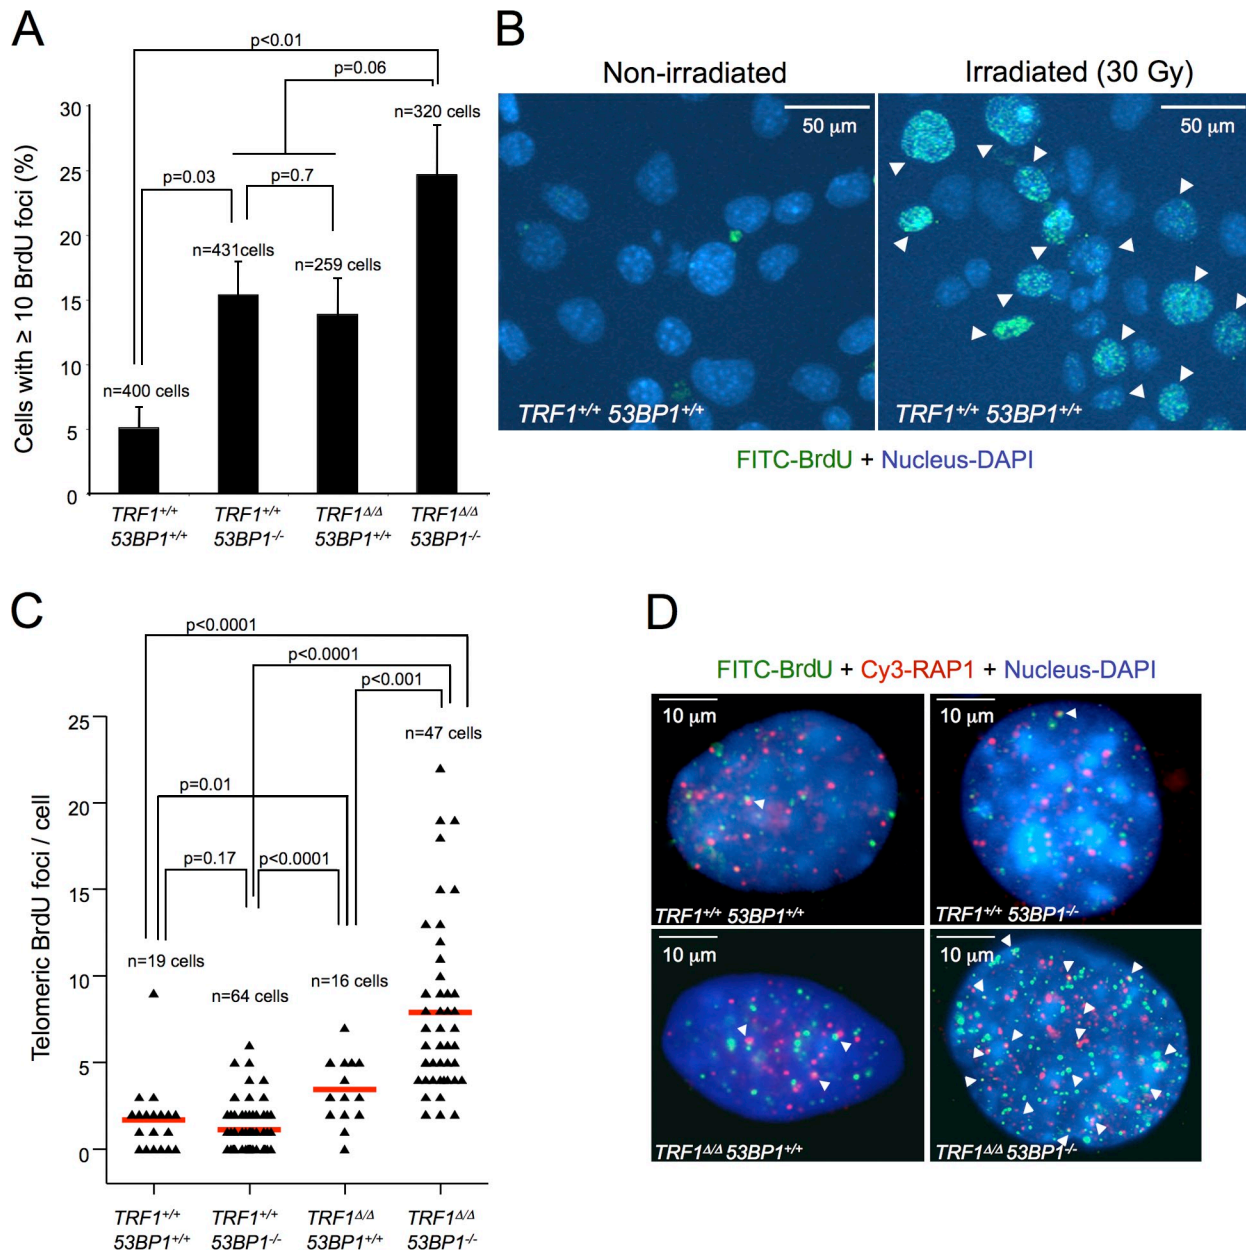 A
p<0.01
p=0.06
n=320 cells
p=0.03
p=0.7
n=431cells
n=259 cells
n=400 cells
Cells with ≥ 10 BrdU foci (%)
30
25
20
15
10
5
0
TRF1+/+ 53BP1+/+
TRF1+/+ 53BP1-/-
TRF1Δ/Δ 53BP1+/+
TRF1Δ/Δ 53BP1-/-
B
Non-irradiated
Irradiated (30 Gy)
50 μm
50 μm
TRF1+/+ 53BP1+/+
TRF1+/+ 53BP1+/+
FITC-BrdU + Nucleus-DAPI
C
p<0.0001
p<0.0001
p<0.001
n=47 cells
p=0.01
p=0.17
p<0.0001
n=19 cells
n=64 cells
n=16 cells
Telomeric BrdU foci / cell
25
20
15
10
5
0
TRF1+/+ 53BP1+/+
TRF1+/+ 53BP1-/-
TRF1Δ/Δ 53BP1+/+
TRF1Δ/Δ 53BP1-/-
D
FITC-BrdU + Cy3-RAP1 + Nucleus-DAPI
10 μm
10 μm
TRF1+/+ 53BP1+/+
TRF1+/+ 53BP1-/-
10 μm
10 μm
TRF1Δ/Δ 53BP1+/+
TRF1Δ/Δ 53BP1-/-